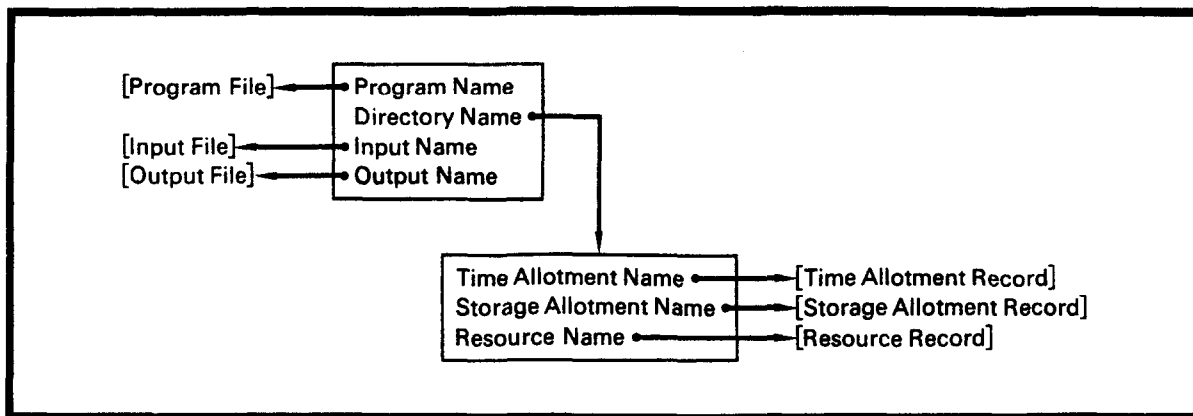 [Program File] Program Name
Directory Name
[Input File] Input Name
[Output File] Output Name
Time Allotment Name [Time Allotment Record]
Storage Allotment Name [Storage Allotment Record]
Resource Name [Resource Record]